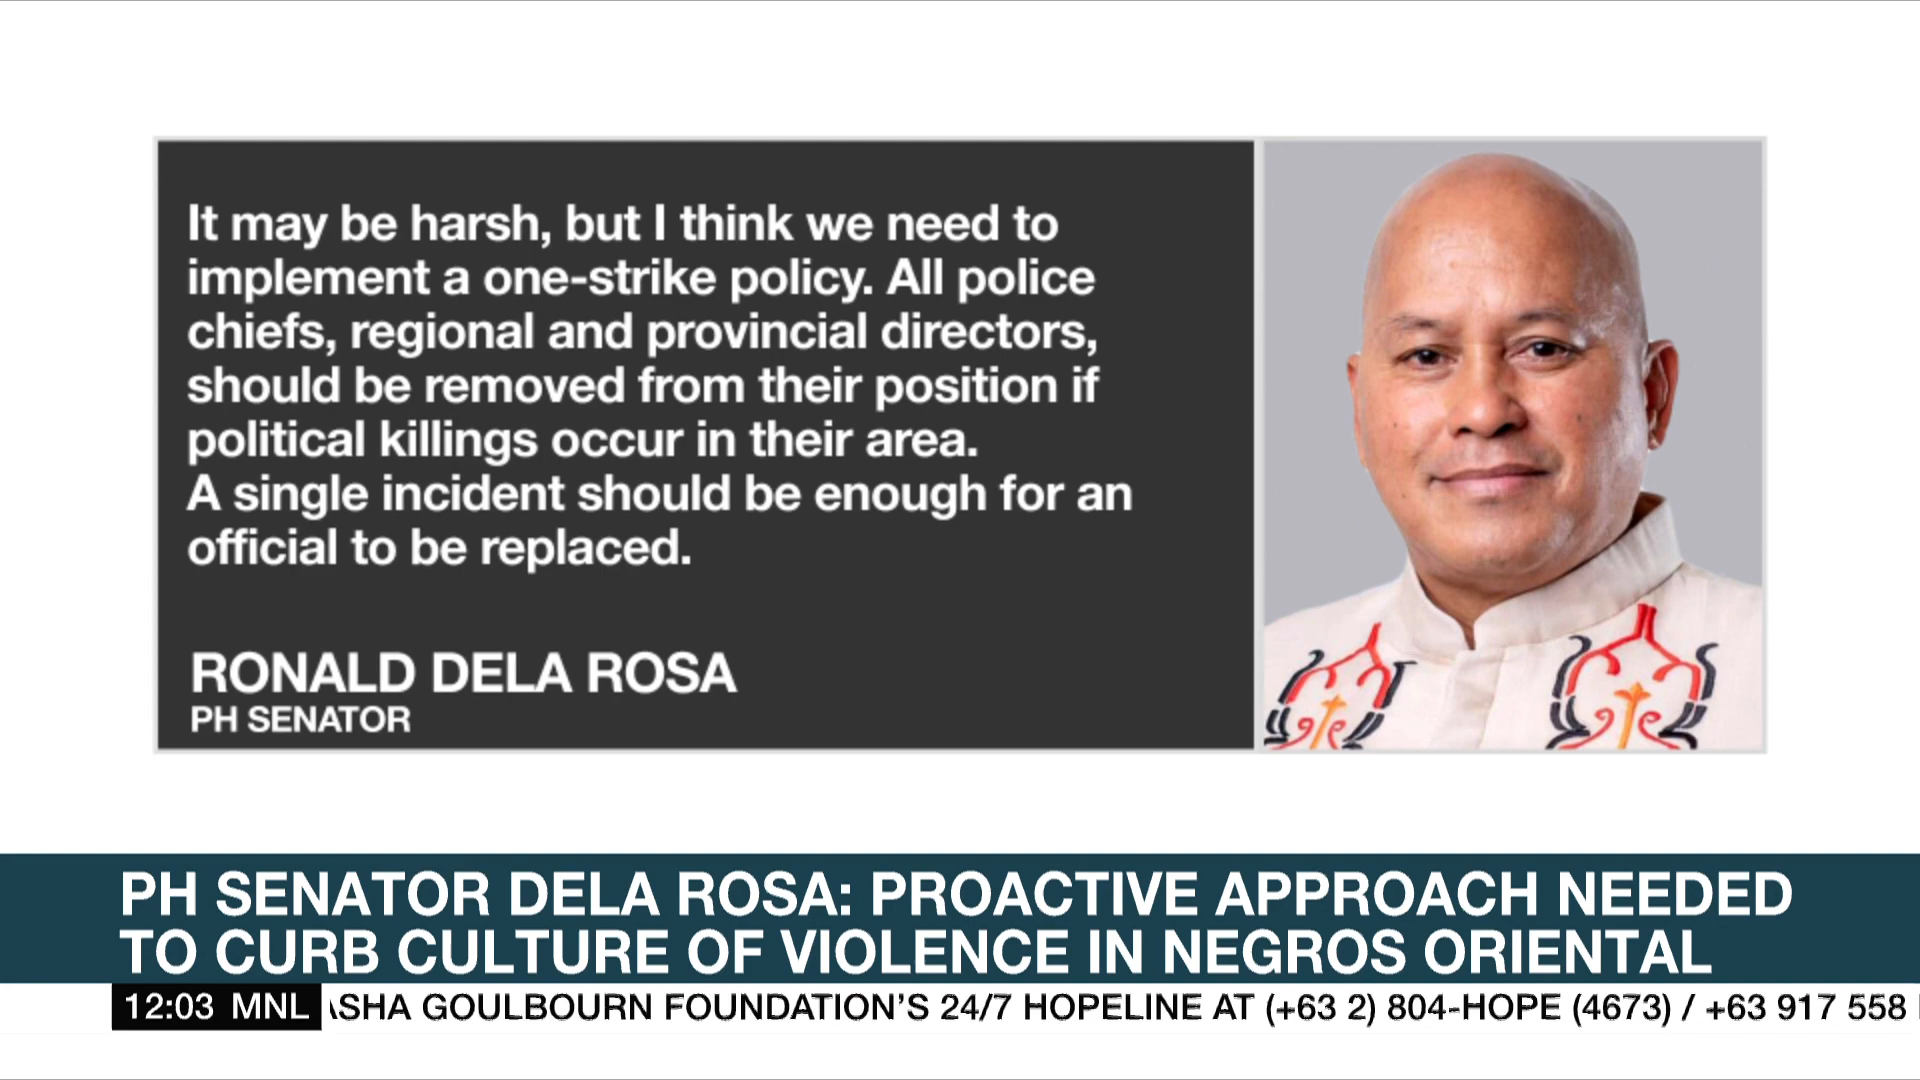 It may be harsh, but I think we need to
implement a one-strike policy. All police
chiefs, regional and provincial directors,
should be removed from their position if
political killings occur in their area.
A single incident should be enough for an
official to be replaced.
RONALD DELA ROSA
PH SENATOR
PH SENATOR DELA ROSA: PROACTIVE APPROACH NEEDED
TO CURB CULTURE OF VIOLENCE IN NEGROS ORIENTAL
12:03 MNL
GOULBOURN FOUNDATION’S 24/7 HOPELINE AT (+63 2) 804-HOPE (4673) / +63 917 558